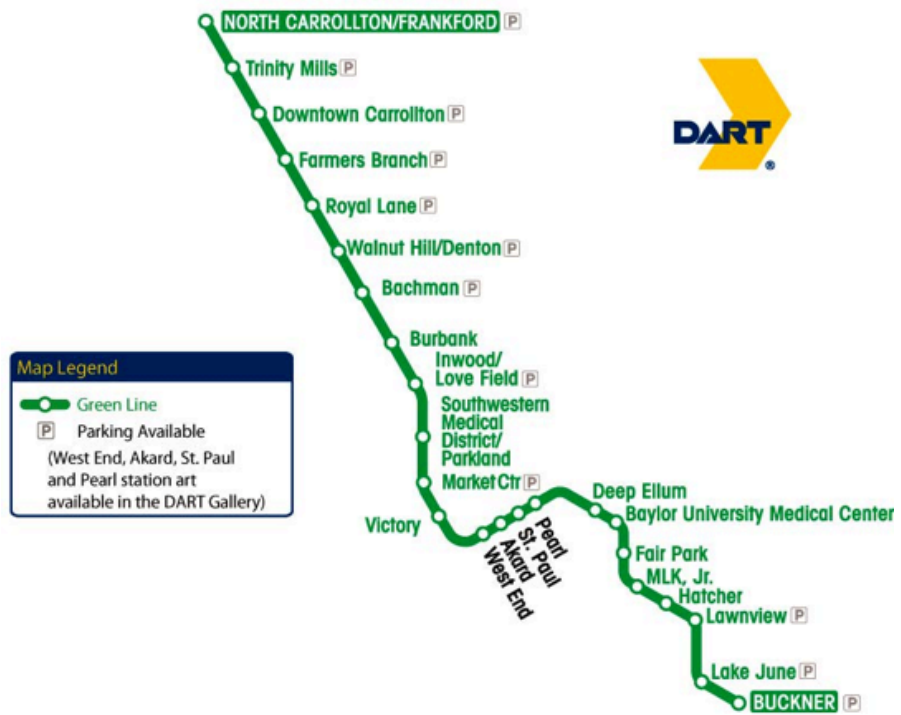 NORTH CARROLLTON/FRANKFORD P
Trinity Mills P
Downtown Carrollton P
DART
®
Farmers Branch P
Royal Lane P
Walnut Hill/Denton P
Bachman P
Burbank
Inwood/
Love Field P
Map Legend
Green Line
P Parking Available
(West End, Akard, St. Paul
and Pearl station art
available in the DART Gallery)
Southwestern
Medical
District/
Parkland
Market Ctr P
Victory
West End
Akard
St. Paul
Pearl
Deep Ellum
Baylor University Medical Center
Fair Park
MLK, Jr.
Hatcher
Lawnview P
Lake June P
BUCKNER P